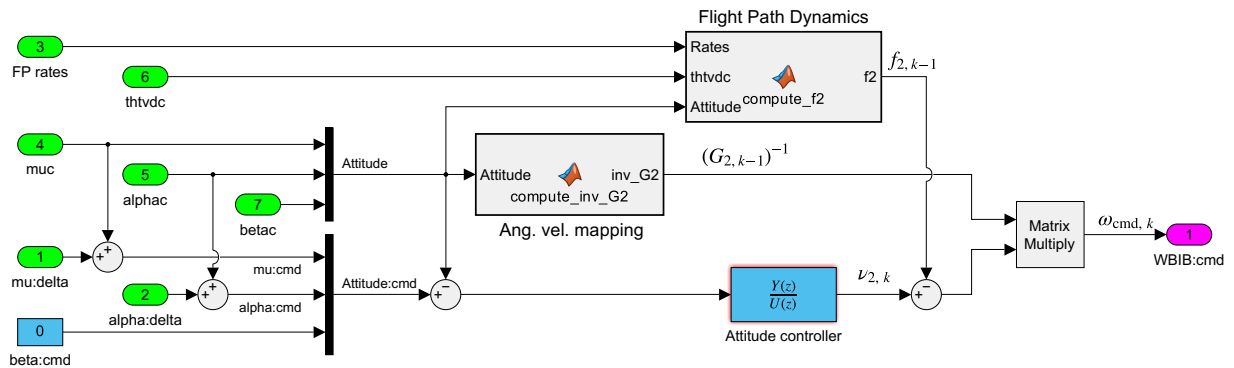 Flight Path Dynamics
3
FP rates
6
thtvdc
Rates
thtvdc
Attitude
compute_f2
f2
f2, k−1
4
muc
5
alphac
7
betac
Attitude
Attitude
inv_G2
compute_inv_G2
Ang. vel. mapping
(G2, k−1)−1
Matrix
Multiply
ωcmd, k
1
WBIB:cmd
1
mu:delta
+
+
mu:cmd
2
alpha:delta
+
+
alpha:cmd
0
beta:cmd
Attitude:cmd
+
−
Y(z)
U(z)
Attitude controller
ν2, k
+
−